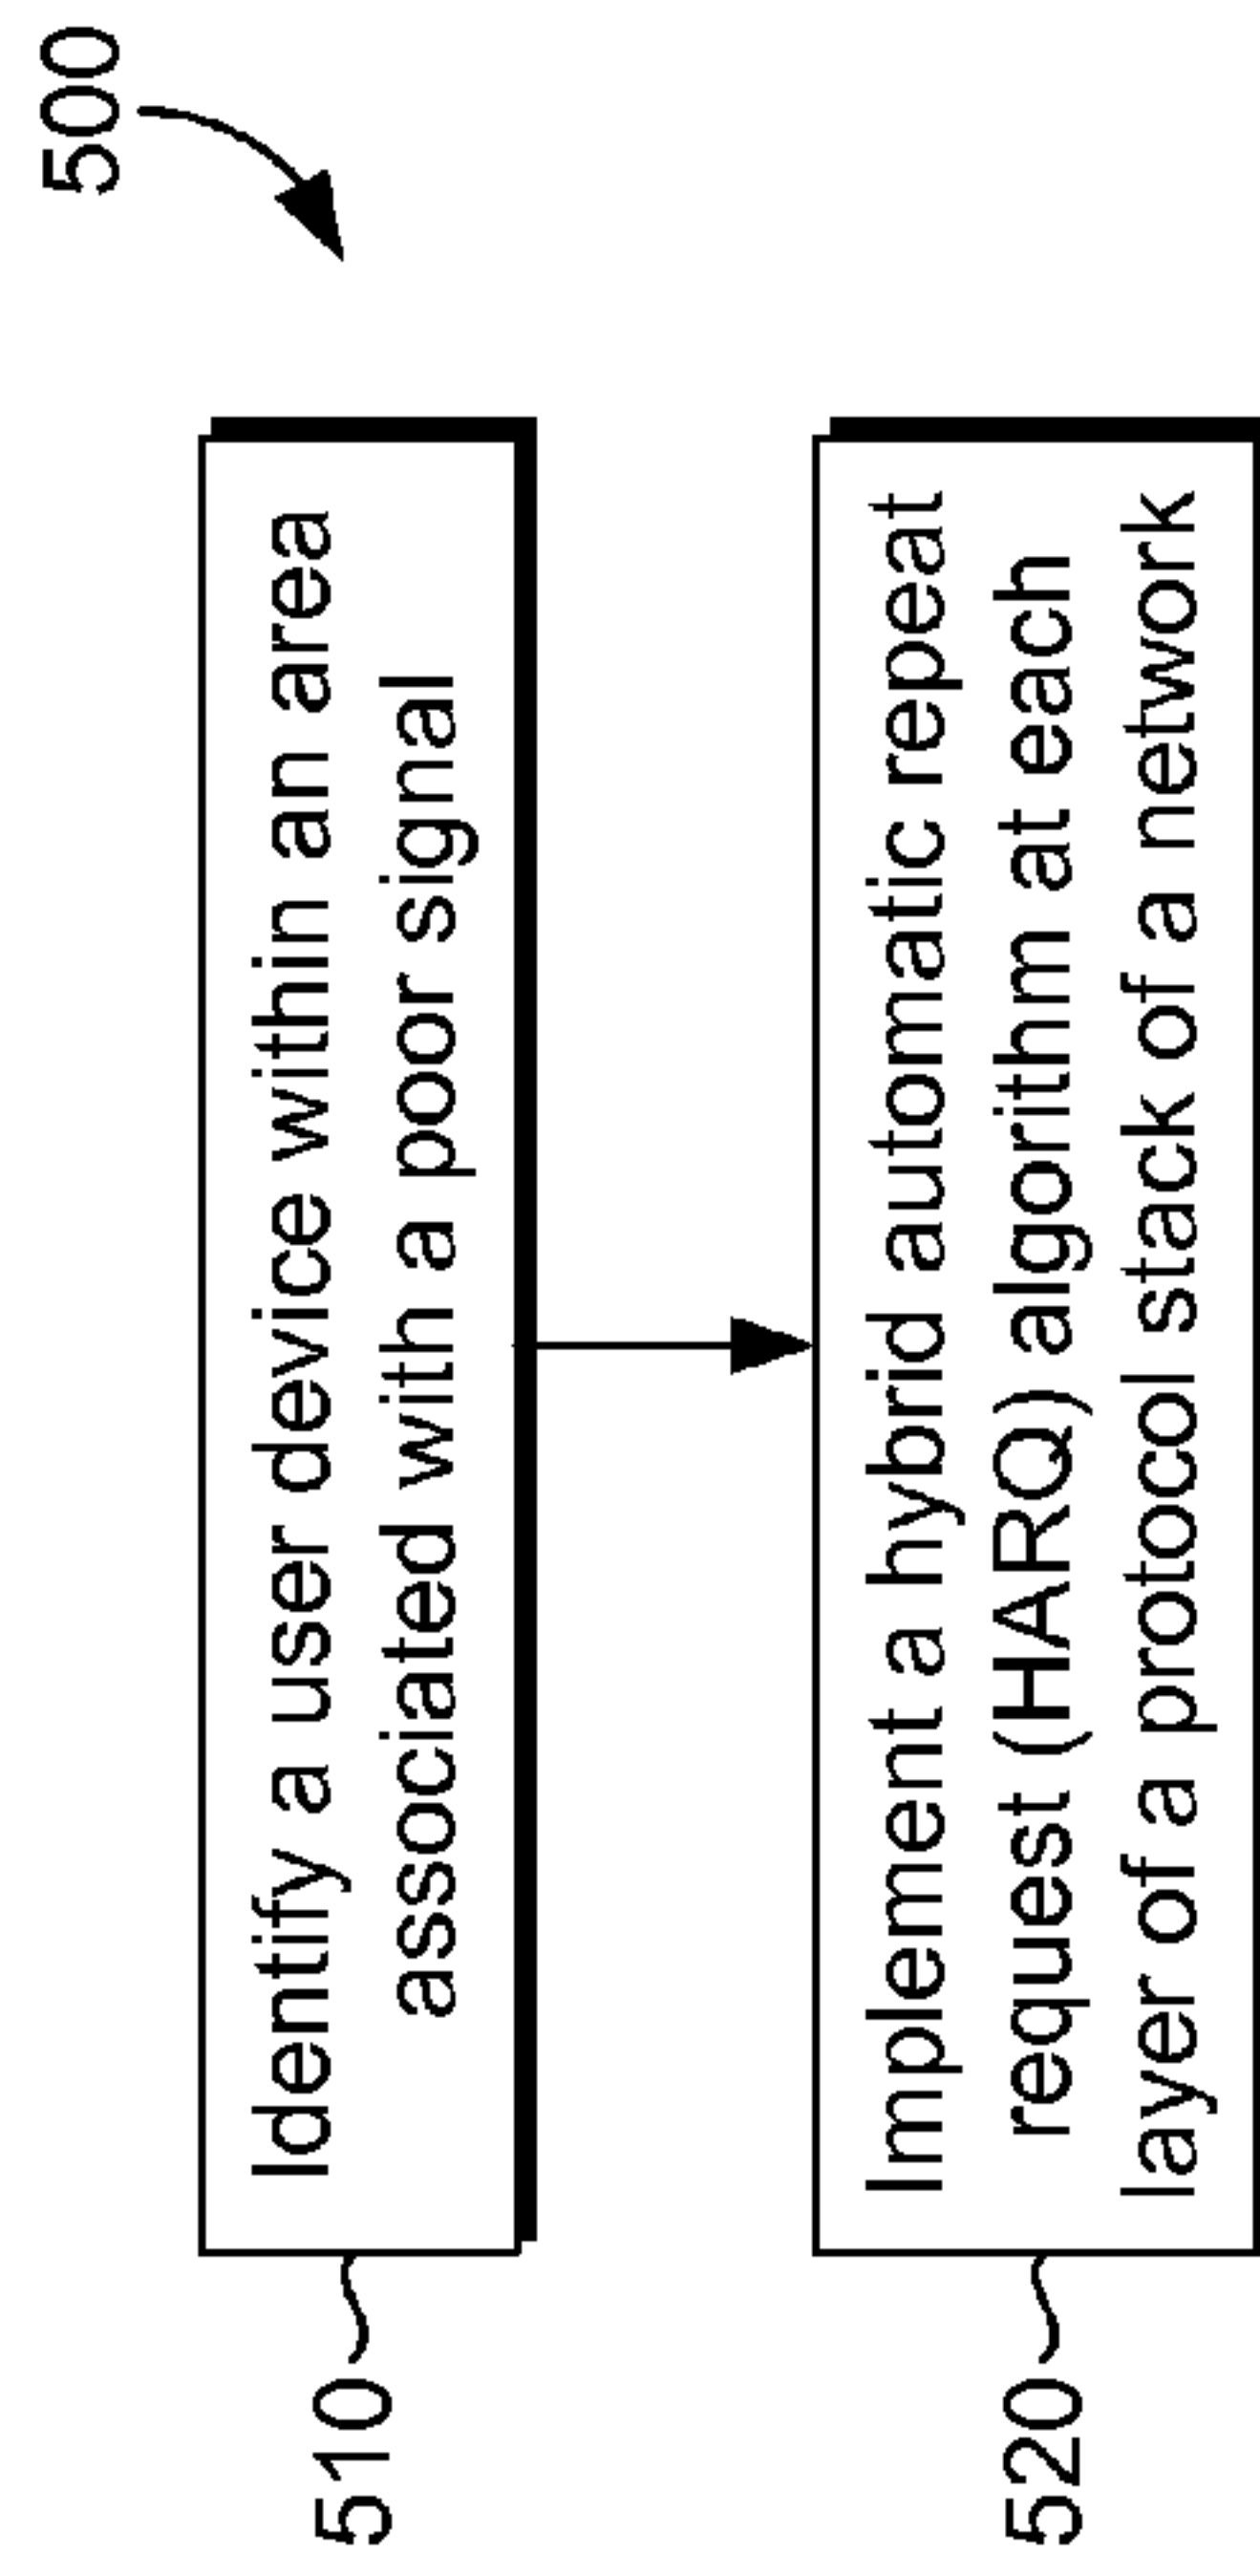 500
510
Identify a user device within an area
associated with a poor signal
520
Implement a hybrid automatic repeat
request (HARQ) algorithm at each
layer of a protocol stack of a network